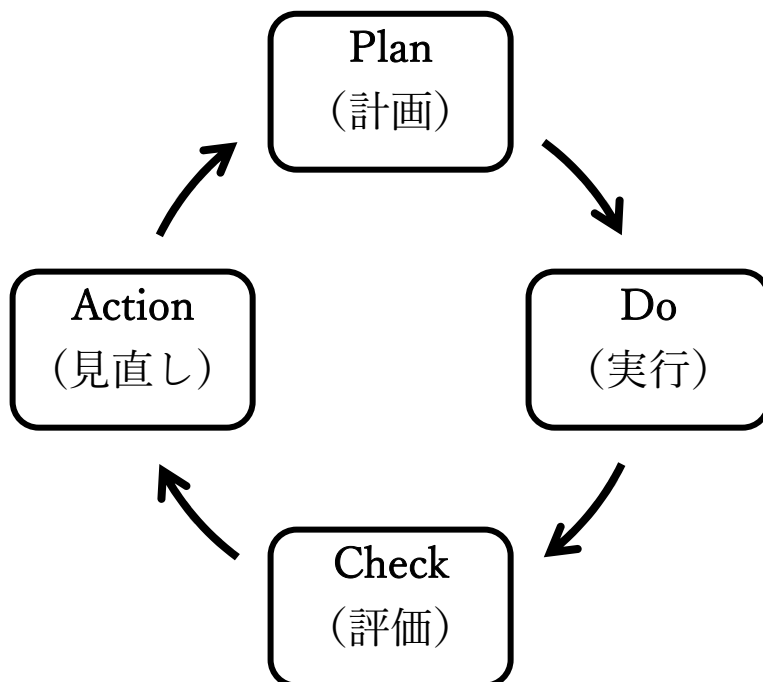 Plan
（計画）
Action
（見直し）
Do
（実行）
Check
（評価）